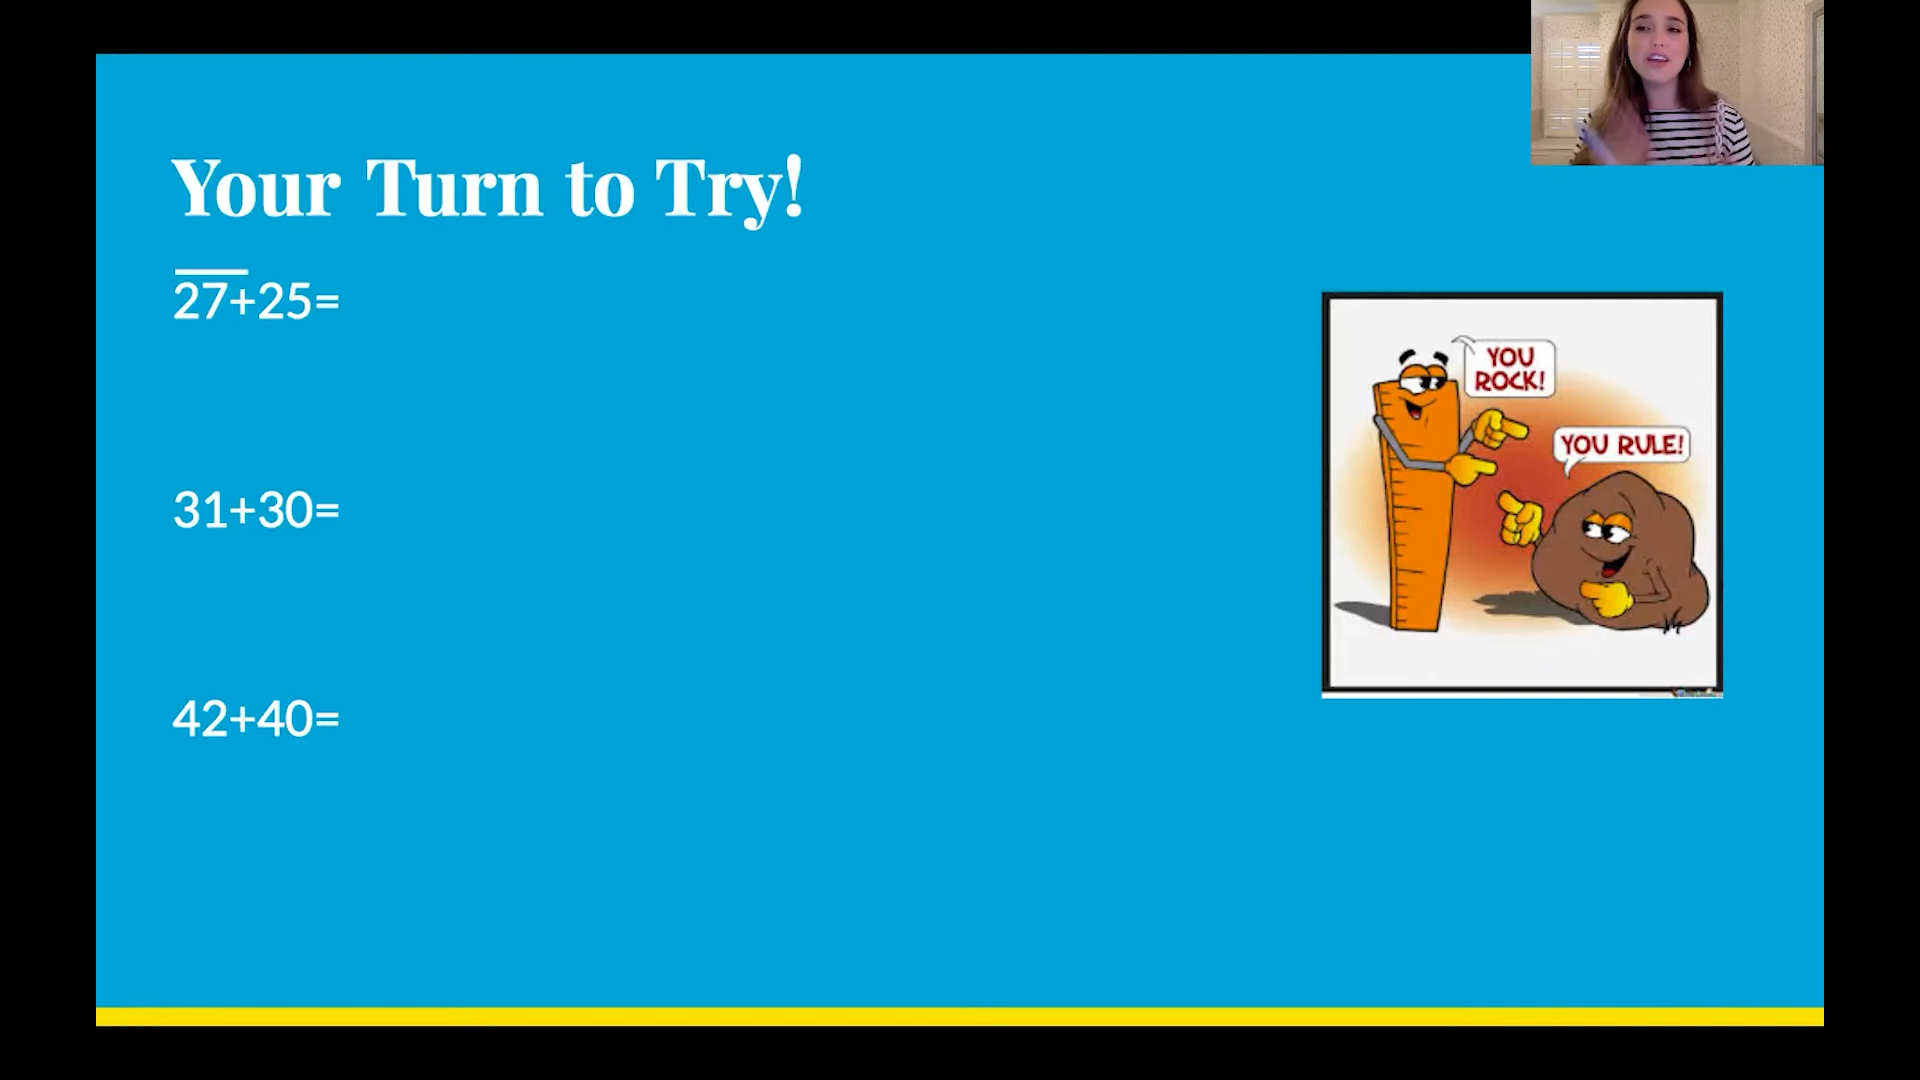 Your Turn to Try!
27+25=
31+30=
42+40=
YOU
ROCK!
YOU RULE!